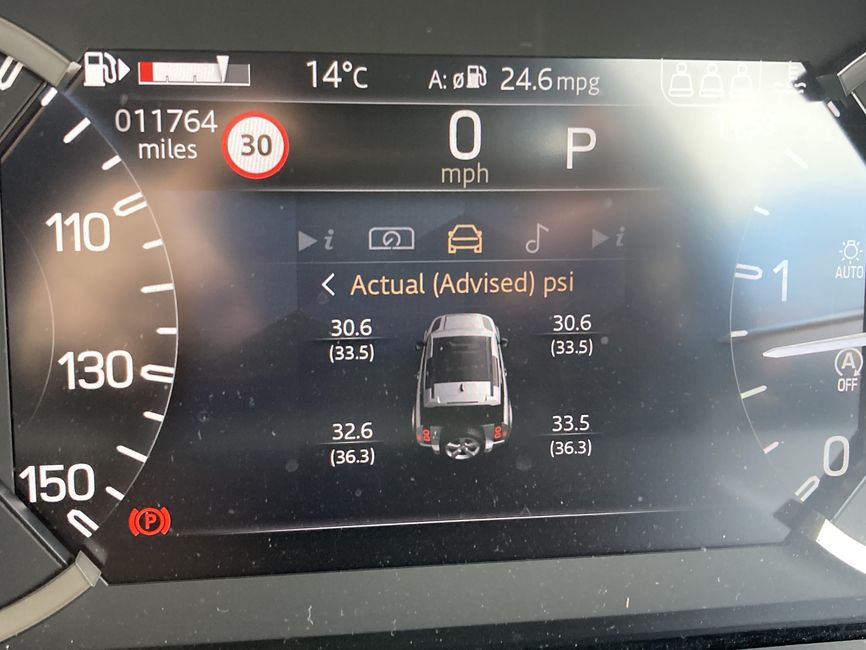 14°C A: ø 24.6 mpg
011764
miles
30
0
mph
P
110
130
150
i
i
Actual (Advised) psi
30.6
(33.5)
30.6
(33.5)
32.6
(36.3)
33.5
(36.3)
1
0
AUTO
A
OFF
P